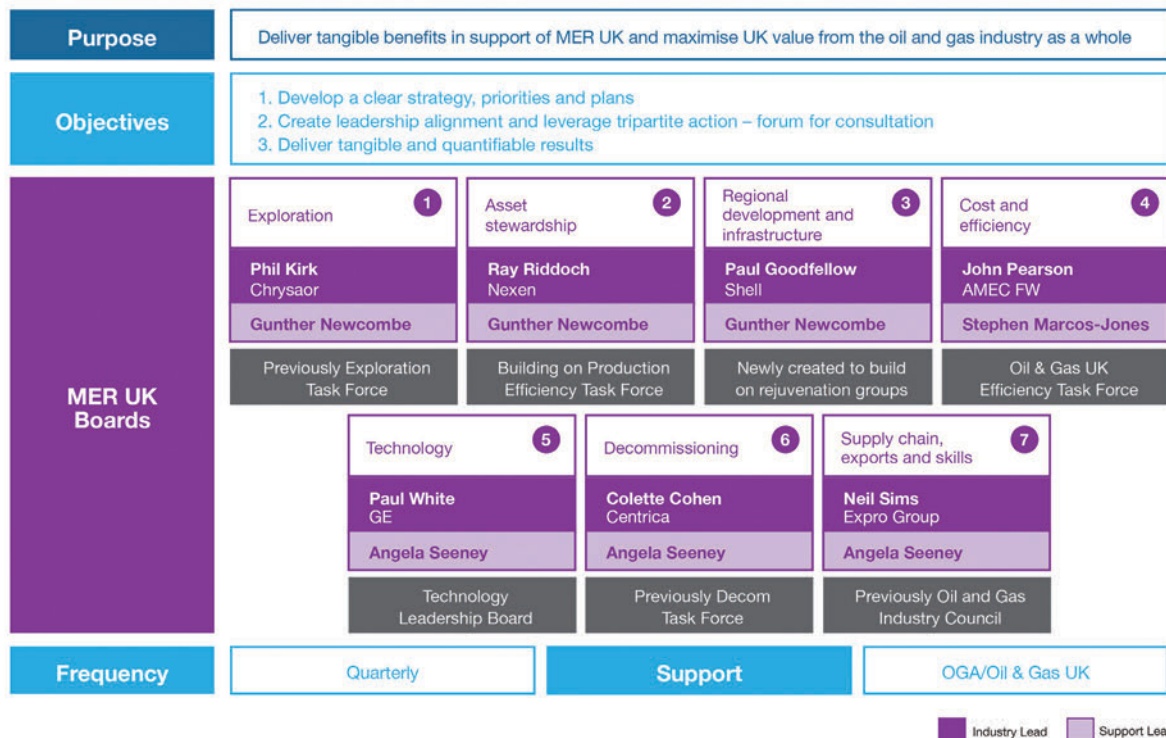 Purpose
Deliver tangible benefits in support of MER UK and maximise UK value from the oil and gas industry as a whole
Objectives
1. Develop a clear strategy, priorities and plans
2. Create leadership alignment and leverage tripartite action – forum for consultation
3. Deliver tangible and quantifiable results
MER UK
Boards
Exploration
1
Phil Kirk
Chrysaor
Gunther Newcombe
Previously Exploration
Task Force
Asset
stewardship
2
Ray Riddoch
Nexen
Gunther Newcombe
Building on Production
Efficiency Task Force
Regional
development and
infrastructure
3
Paul Goodfellow
Shell
Gunther Newcombe
Newly created to build
on rejuvenation groups
Cost and
efficiency
4
John Pearson
AMEC FW
Stephen Marcos-Jones
Oil & Gas UK
Efficiency Task Force
Technology
5
Paul White
GE
Angela Seeney
Technology
Leadership Board
Decommissioning
6
Colette Cohen
Centrica
Angela Seeney
Previously Decom
Task Force
Supply chain,
exports and skills
7
Neil Sims
Expro Group
Angela Seeney
Previously Oil and Gas
Industry Council
Frequency
Quarterly
Support
OGA/Oil & Gas UK
Industry Lead
Support Lea